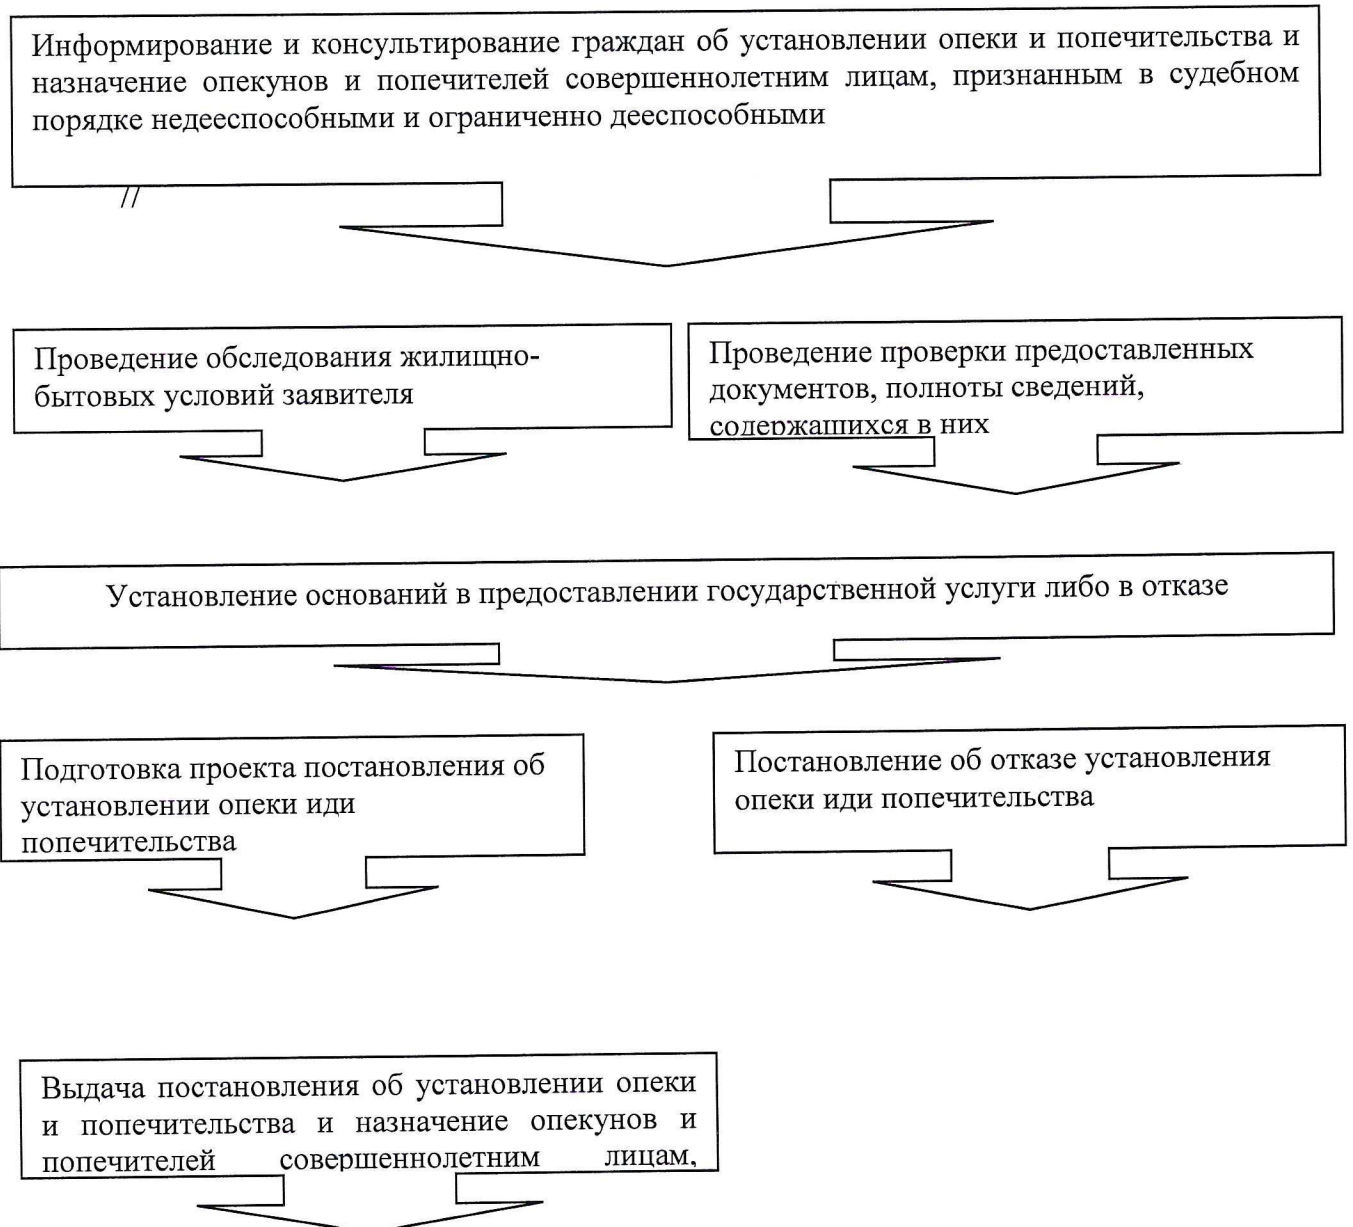 Информирование и консультирование граждан об установлении опеки и попечительства и
назначение опекунов и попечителей совершеннолетним лицам, признанным в судебном
порядке недееспособными и ограниченно дееспособными
//
Проведение обследования жилищно-
бытовых условий заявителя
Проведение проверки предоставленных
документов, полноты сведений,
содержащихся в них
Установление оснований в предоставлении государственной услуги либо в отказе
Подготовка проекта постановления об
установлении опеки иди
попечительства
Постановление об отказе установления
опеки иди попечительства
Выдача постановления об установлении опеки
и попечительства и назначение опекунов и
попечителей совершеннолетним лицам,